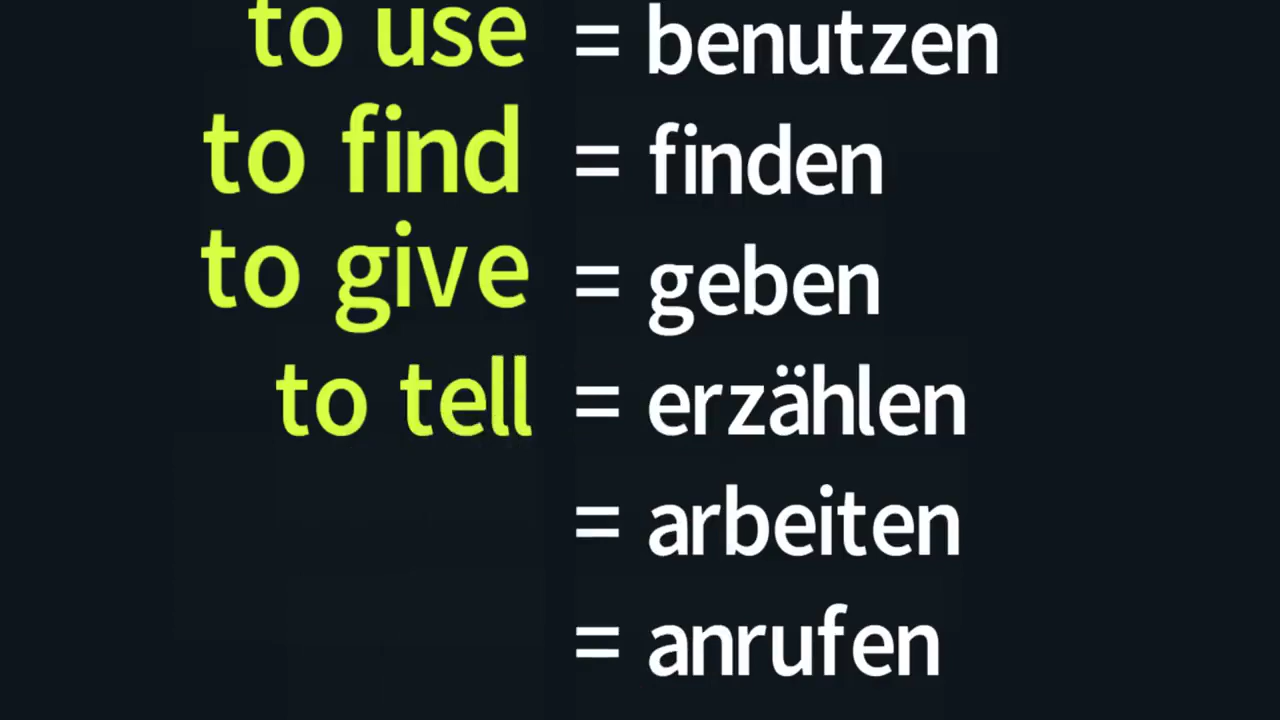 to use = benutzen
to find = finden
to give = geben
to tell = erzählen
= arbeiten
= anrufen